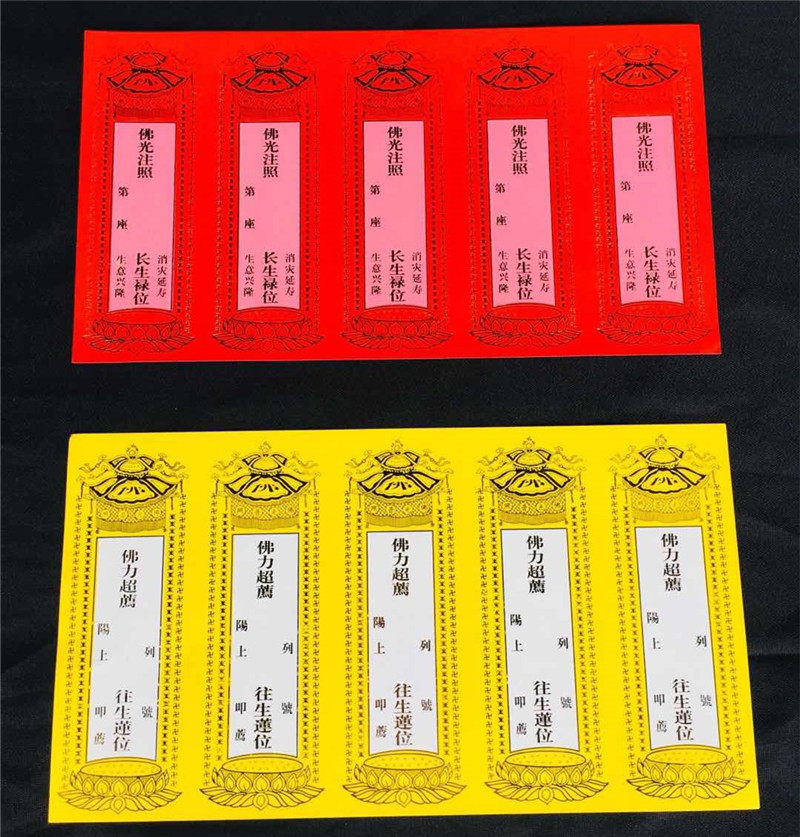 消灾延寿
佛光注照 长生禄位
第 座 生意兴隆
消灾延寿
佛光注照 长生禄位
第 座 生意兴隆
消灾延寿
佛光注照 长生禄位
第 座 生意兴隆
消灾延寿
佛光注照 长生禄位
第 座 生意兴隆
消灾延寿
佛光注照 长生禄位
第 座 生意兴隆
列 號
佛力超薦 往生蓮位
陽上 叩薦
列 號
佛力超薦 往生蓮位
陽上 叩薦
列 號
佛力超薦 往生蓮位
陽上 叩薦
列 號
佛力超薦 往生蓮位
陽上 叩薦
列 號
佛力超薦 往生蓮位
陽上 叩薦